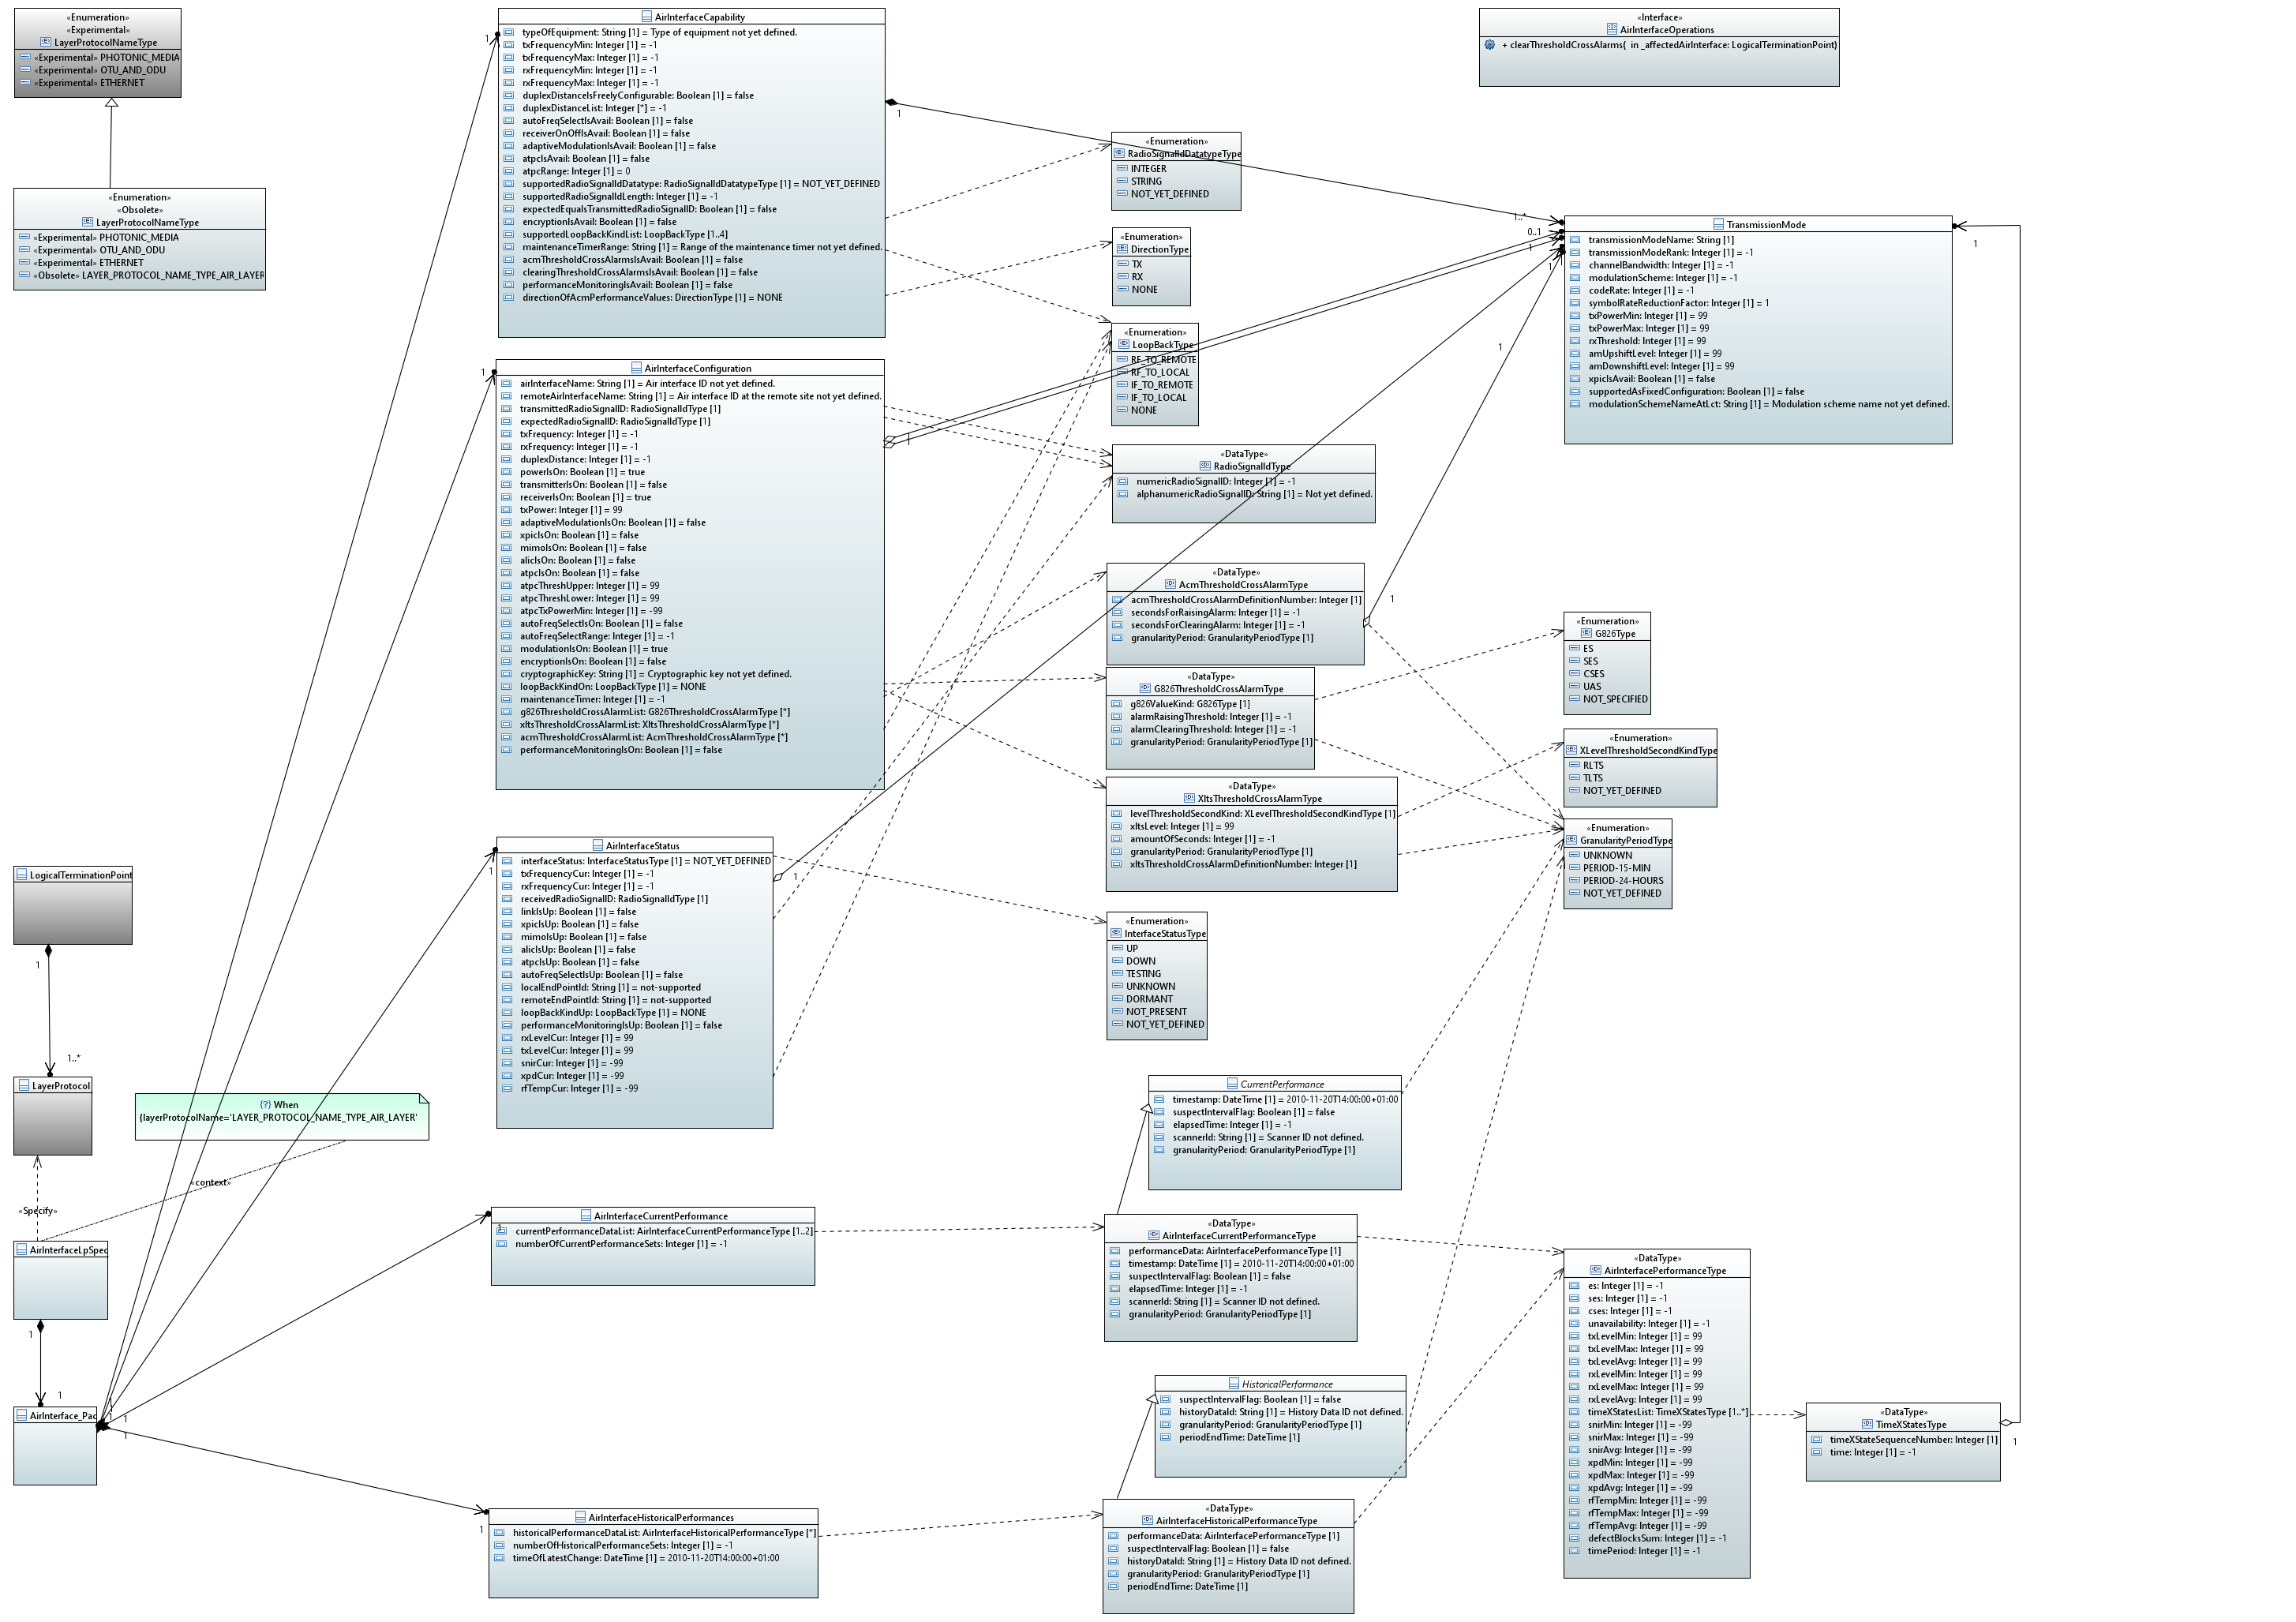 «Enumeration»
«Experimental»
LayerProtocolNameType
«Experimental» PHOTONIC_MEDIA
«Experimental» OTU_AND_ODU
«Experimental» ETHERNET
«Enumeration»
«Obsolete»
LayerProtocolNameType
«Experimental» PHOTONIC_MEDIA
«Experimental» OTU_AND_ODU
«Experimental» ETHERNET
«Obsolete» LAYER_PROTOCOL_NAME_TYPE_AIR_LAYER
AirInterfaceCapability
typeOfEquipment: String [1] = Type of equipment not yet defined.
txFrequencyMin: Integer [1] = -1
txFrequencyMax: Integer [1] = -1
rxFrequencyMin: Integer [1] = -1
rxFrequencyMax: Integer [1] = -1
duplexDistanceIsFreelyConfigurable: Boolean [1] = false
duplexDistanceList: Integer [*] = -1
autoFreqSelectIsAvail: Boolean [1] = false
receiverOnOffIsAvail: Boolean [1] = false
adaptiveModulationIsAvail: Boolean [1] = false
atpcIsAvail: Boolean [1] = false
atpcRange: Integer [1] = 0
supportedRadioSignalIdDatatype: RadioSignalIdDatatypeType [1] = NOT_YET_DEFINED
supportedRadioSignalIdLength: Integer [1] = -1
expectedEqualsTransmittedRadioSignalID: Boolean [1] = false
encryptionIsAvail: Boolean [1] = false
supportedLoopBackKindList: LoopBackType [1..4]
maintenanceTimerRange: String [1] = Range of the maintenance timer not yet defined.
acmThresholdCrossAlarmsIsAvail: Boolean [1] = false
clearingThresholdCrossAlarmsIsAvail: Boolean [1] = false
performanceMonitoringIsAvail: Boolean [1] = false
directionOfAcmPerformanceValues: DirectionType [1] = NONE
«Interface»
AirInterfaceOperations
+ clearThresholdCrossAlarms( in _affectedAirInterface: LogicalTerminationPoint)
«Enumeration»
RadioSignalIdDatatypeType
INTEGER
STRING
NOT_YET_DEFINED
«Enumeration»
DirectionType
TX
RX
NONE
«Enumeration»
LoopBackType
RF_TO_REMOTE
RF_TO_LOCAL
IF_TO_REMOTE
IF_TO_LOCAL
NONE
TransmissionMode
transmissionModeName: String [1]
transmissionModeRank: Integer [1] = -1
channelBandwidth: Integer [1] = -1
modulationScheme: Integer [1] = -1
codeRate: Integer [1] = -1
symbolRateReductionFactor: Integer [1] = 1
txPowerMin: Integer [1] = 99
txPowerMax: Integer [1] = 99
rxThreshold: Integer [1] = 99
amUpshiftLevel: Integer [1] = 99
amDownshiftLevel: Integer [1] = 99
xpicIsAvail: Boolean [1] = false
supportedAsFixedConfiguration: Boolean [1] = false
modulationSchemeNameAtLct: String [1] = Modulation scheme name not yet defined.
AirInterfaceConfiguration
airInterfaceName: String [1] = Air interface ID not yet defined.
remoteAirInterfaceName: String [1] = Air interface ID at the remote site not yet defined.
transmittedRadioSignalID: RadioSignalIdType [1]
expectedRadioSignalID: RadioSignalIdType [1]
txFrequency: Integer [1] = -1
rxFrequency: Integer [1] = -1
duplexDistance: Integer [1] = -1
powerIsOn: Boolean [1] = true
transmitterIsOn: Boolean [1] = false
receiverIsOn: Boolean [1] = true
txPower: Integer [1] = 99
adaptiveModulationIsOn: Boolean [1] = false
xpicIsOn: Boolean [1] = false
mimoIsOn: Boolean [1] = false
alicIsOn: Boolean [1] = false
atpcIsOn: Boolean [1] = false
atpcThreshUpper: Integer [1] = 99
atpcThreshLower: Integer [1] = 99
atpcTxPowerMin: Integer [1] = -99
autoFreqSelectIsOn: Boolean [1] = false
autoFreqSelectRange: Integer [1] = -1
modulationIsOn: Boolean [1] = true
encryptionIsOn: Boolean [1] = false
cryptographicKey: String [1] = Cryptographic key not yet defined.
loopBackKindOn: LoopBackType [1] = NONE
maintenanceTimer: Integer [1] = -1
g826ThresholdCrossAlarmList: G826ThresholdCrossAlarmType [*]
xltsThresholdCrossAlarmList: XltsThresholdCrossAlarmType [*]
acmThresholdCrossAlarmList: AcmThresholdCrossAlarmType [*]
performanceMonitoringIsOn: Boolean [1] = false
«DataType»
RadioSignalIdType
numericRadioSignalID: Integer [1] = -1
alphanumericRadioSignalID: String [1] = Not yet defined.
«DataType»
AcmThresholdCrossAlarmType
acmThresholdCrossAlarmDefinitionNumber: Integer [1]
secondsForRaisingAlarm: Integer [1] = -1
secondsForClearingAlarm: Integer [1] = -1
granularityPeriod: GranularityPeriodType [1]
«DataType»
G826ThresholdCrossAlarmType
g826ValueKind: G826Type [1]
alarmRaisingThreshold: Integer [1] = -1
alarmClearingThreshold: Integer [1] = -1
granularityPeriod: GranularityPeriodType [1]
«DataType»
XltsThresholdCrossAlarmType
levelThresholdSecondKind: XLevelThresholdSecondKindType [1]
xltsLevel: Integer [1] = 99
amountOfSeconds: Integer [1] = -1
granularityPeriod: GranularityPeriodType [1]
xltsThresholdCrossAlarmDefinitionNumber: Integer [1]
«Enumeration»
G826Type
ES
SES
CSES
UAS
NOT_SPECIFIED
«Enumeration»
XLevelThresholdSecondKindType
RLTS
TLTS
NOT_YET_DEFINED
«Enumeration»
GranularityPeriodType
UNKNOWN
PERIOD-15-MIN
PERIOD-24-HOURS
NOT_YET_DEFINED
AirInterfaceStatus
interfaceStatus: InterfaceStatusType [1] = NOT_YET_DEFINED
txFrequencyCur: Integer [1] = -1
rxFrequencyCur: Integer [1] = -1
receivedRadioSignalID: RadioSignalIdType [1]
linkIsUp: Boolean [1] = false
xpicIsUp: Boolean [1] = false
mimoIsUp: Boolean [1] = false
alicIsUp: Boolean [1] = false
atpcIsUp: Boolean [1] = false
autoFreqSelectIsUp: Boolean [1] = false
localEndPointId: String [1] = not-supported
remoteEndPointId: String [1] = not-supported
loopBackKindUp: LoopBackType [1] = NONE
performanceMonitoringIsUp: Boolean [1] = false
rxLevelCur: Integer [1] = 99
txLevelCur: Integer [1] = 99
snirCur: Integer [1] = -99
xpdCur: Integer [1] = -99
rfTempCur: Integer [1] = -99
«Enumeration»
InterfaceStatusType
UP
DOWN
TESTING
UNKNOWN
DORMANT
NOT_PRESENT
NOT_YET_DEFINED
LogicalTerminationPoint
1
1..*
LayerProtocol
{?} When
{layerProtocolName='LAYER_PROTOCOL_NAME_TYPE_AIR_LAYER'
«context»
«Specify»
AirInterfaceLpSpec
1
1
AirInterface_Pac
AirInterfaceCurrentPerformance
currentPerformanceDataList: AirInterfaceCurrentPerformanceType [1..2]
numberOfCurrentPerformanceSets: Integer [1] = -1
AirInterfaceHistoricalPerformances
historicalPerformanceDataList: AirInterfaceHistoricalPerformanceType [*]
numberOfHistoricalPerformanceSets: Integer [1] = -1
timeOfLatestChange: DateTime [1] = 2010-11-20T14:00:00+01:00
CurrentPerformance
timestamp: DateTime [1] = 2010-11-20T14:00:00+01:00
suspectIntervalFlag: Boolean [1] = false
elapsedTime: Integer [1] = -1
scannerId: String [1] = Scanner ID not defined.
granularityPeriod: GranularityPeriodType [1]
«DataType»
AirInterfaceCurrentPerformanceType
performanceData: AirInterfacePerformanceType [1]
timestamp: DateTime [1] = 2010-11-20T14:00:00+01:00
suspectIntervalFlag: Boolean [1] = false
elapsedTime: Integer [1] = -1
scannerId: String [1] = Scanner ID not defined.
granularityPeriod: GranularityPeriodType [1]
HistoricalPerformance
suspectIntervalFlag: Boolean [1] = false
historyDataId: String [1] = History Data ID not defined.
granularityPeriod: GranularityPeriodType [1]
periodEndTime: DateTime [1]
«DataType»
AirInterfaceHistoricalPerformanceType
performanceData: AirInterfacePerformanceType [1]
suspectIntervalFlag: Boolean [1] = false
historyDataId: String [1] = History Data ID not defined.
granularityPeriod: GranularityPeriodType [1]
periodEndTime: DateTime [1]
«DataType»
AirInterfacePerformanceType
es: Integer [1] = -1
ses: Integer [1] = -1
cses: Integer [1] = -1
unavailability: Integer [1] = -1
txLevelMin: Integer [1] = 99
txLevelMax: Integer [1] = 99
txLevelAvg: Integer [1] = 99
rxLevelMin: Integer [1] = 99
rxLevelMax: Integer [1] = 99
rxLevelAvg: Integer [1] = 99
timeXStatesList: TimeXStatesType [1..*]
snirMin: Integer [1] = -99
snirMax: Integer [1] = -99
snirAvg: Integer [1] = -99
xpdMin: Integer [1] = -99
xpdMax: Integer [1] = -99
xpdAvg: Integer [1] = -99
rfTempMin: Integer [1] = -99
rfTempMax: Integer [1] = -99
rfTempAvg: Integer [1] = -99
defectBlocksSum: Integer [1] = -1
timePeriod: Integer [1] = -1
«DataType»
TimeXStatesType
timeXStateSequenceNumber: Integer [1]
time: Integer [1] = -1
1
1
1
1
1..*
0..1
1
1
1
1
1
1
1
1
1
1
1
1
1